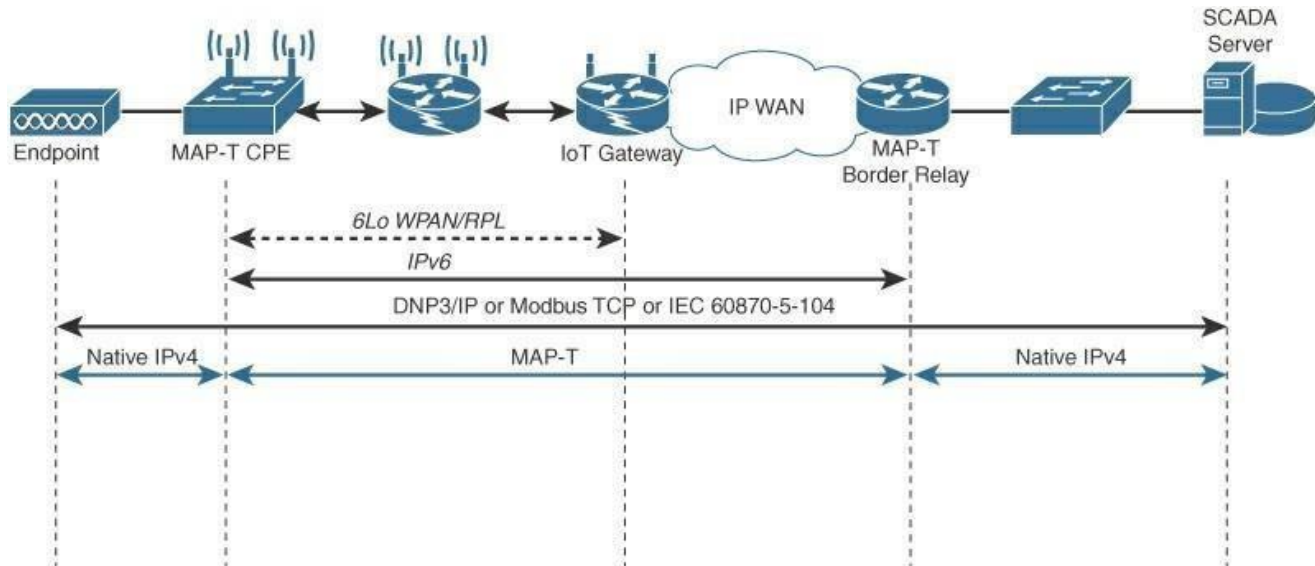 SCADA
Server
IP WAN
Endpoint
MAP-T CPE
IoT Gateway
MAP-T
Border Relay
6Lo WPAN/RPL
IPv6
DNP3/IP or Modbus TCP or IEC 60870-5-104
Native IPv4
MAP-T
Native IPv4